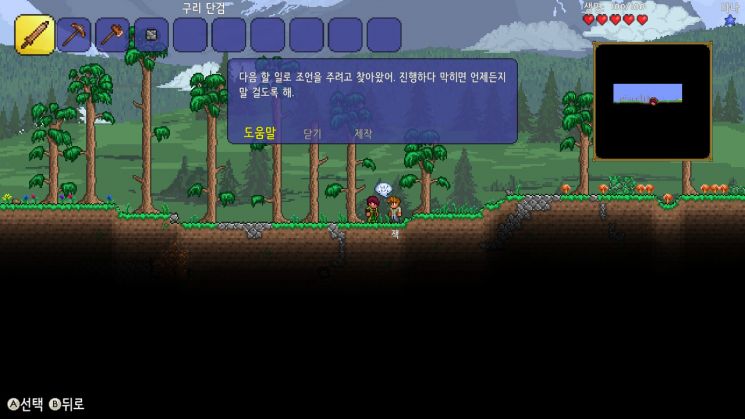 구리 단검
생명: 100/100
마나
다음 할 일로 조언을 주려고 찾아왔어. 진행하다 막히면 언제든지
말 걸도록 해.
도움말 닫기 제작
잭
A선택 B뒤로